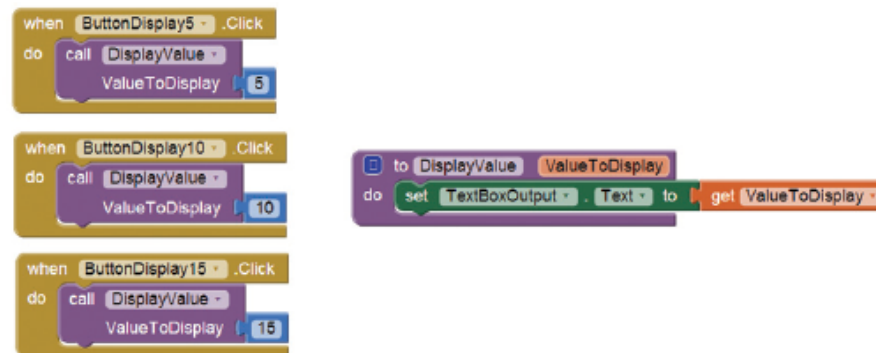 when ButtonDisplay5 .Click
do call DisplayValue
ValueToDisplay 5
when ButtonDisplay10 .Click
do call DisplayValue
ValueToDisplay 10
when ButtonDisplay15 .Click
do call DisplayValue
ValueToDisplay 15
to DisplayValue ValueToDisplay
do set TextBoxOutput . Text to get ValueToDisplay